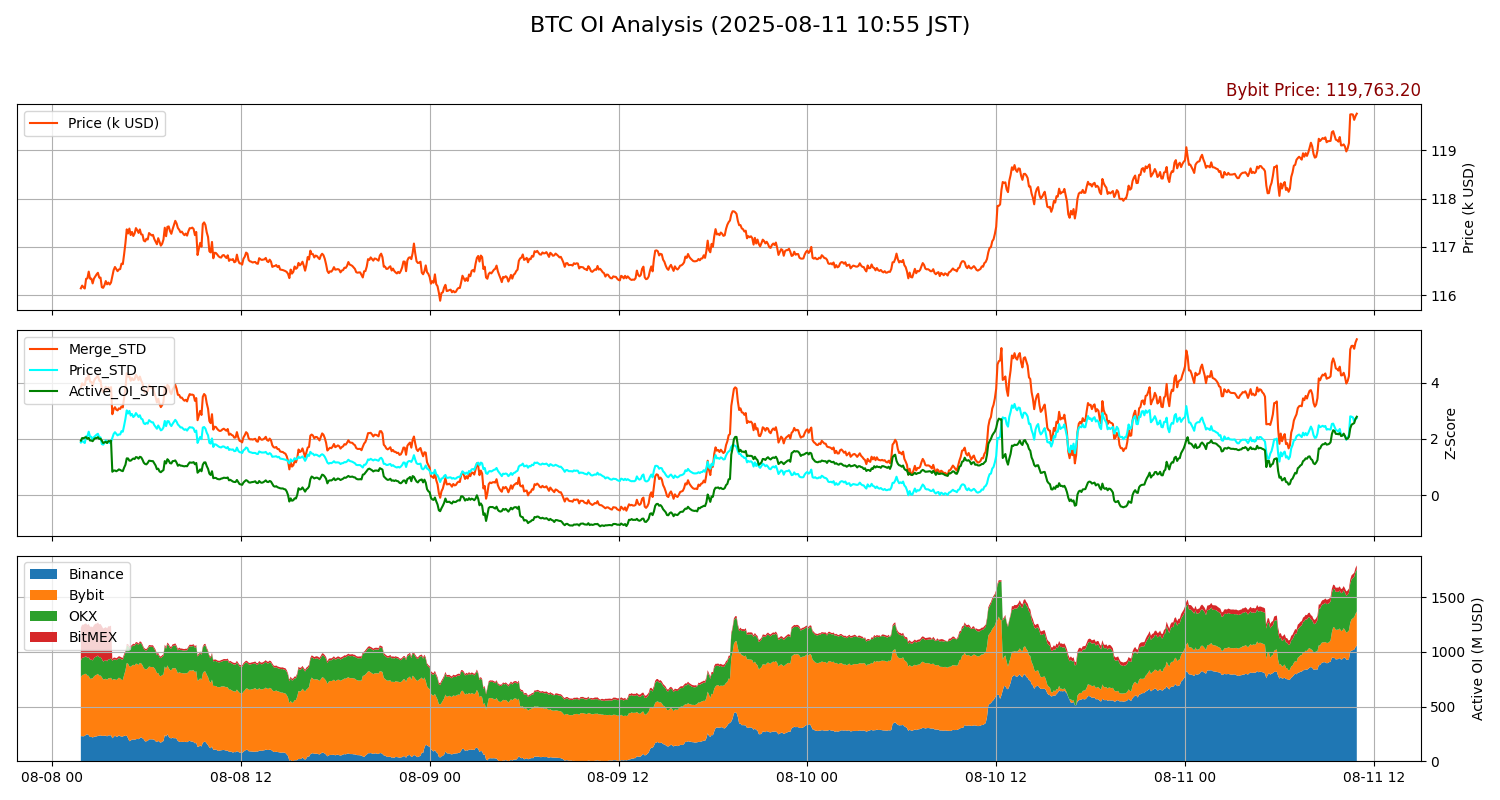 BTC OI Analysis (2025-08-11 10:55 JST)
Bybit Price: 119,763.20
Price (k USD)
119
118
117
116
Price (k USD)
Merge_STD
Price_STD
Active_OI_STD
4
2
0
Z-Score
Binance
Bybit
OKX
BitMEX
1500
1000
500
0
Active OI (M USD)
08-08 00
08-08 12
08-09 00
08-09 12
08-10 00
08-10 12
08-11 00
08-11 12